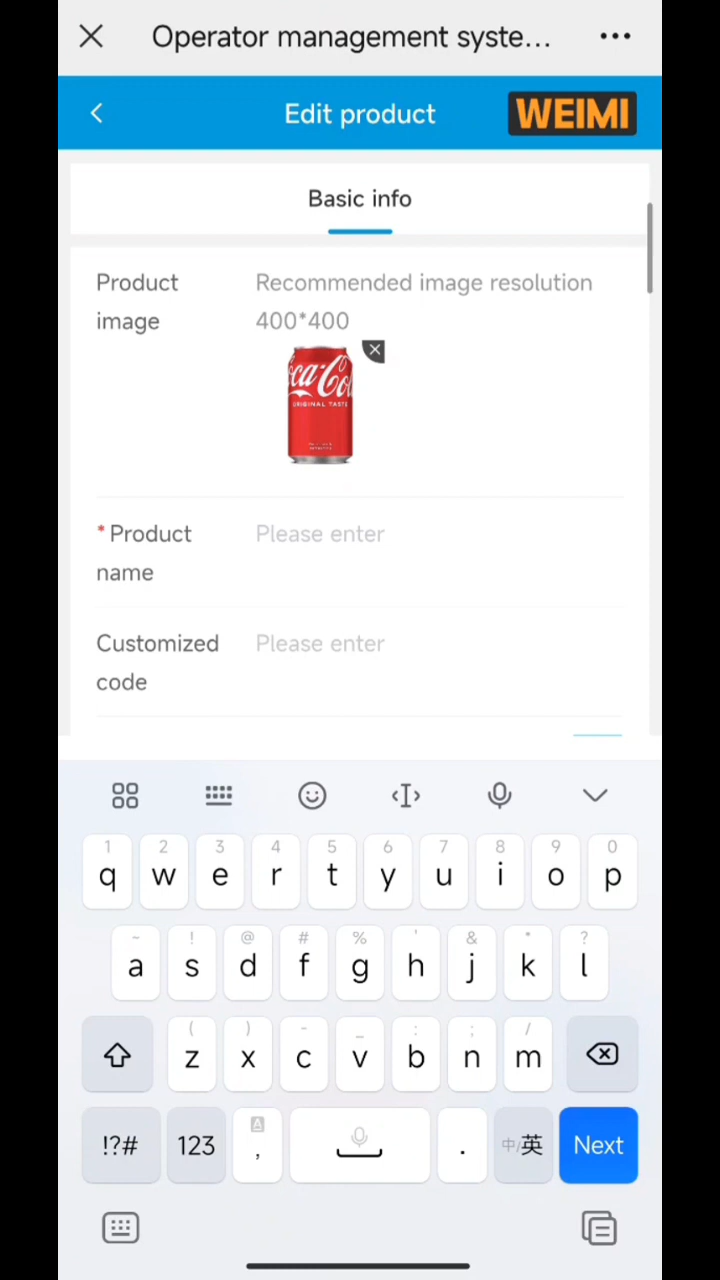 Operator management syste...
Edit product
WEIMI
Basic info
Product image
Recommended image resolution 400*400
Coca-Cola
ORIGINAL TASTE
* Product name
Please enter
Customized code
Please enter
1 2 3 4 5 6 7 8 9 0
q w e r t y u i o p
~ ! @ # % ' & * ?
a s d f g h j k l
( ) - _ : ; /
z x c v b n m
!?# 123 , . 中/英 Next